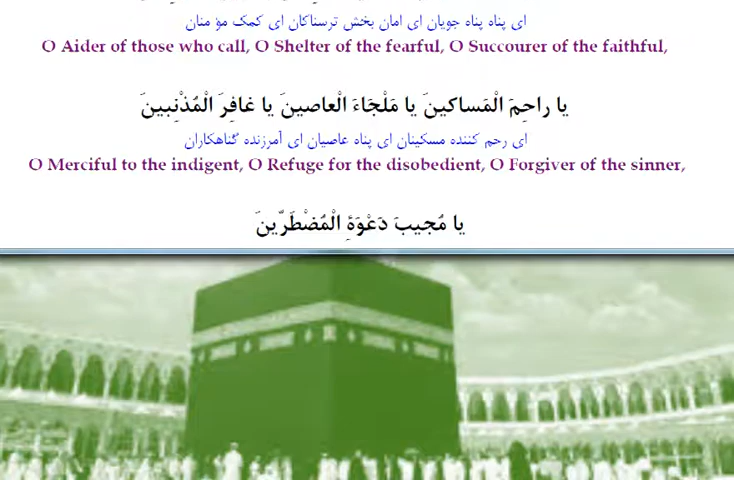 ای پناه پناه جویان ای امان بخش ترسناکان ای کمک مؤ منان
O Aider of those who call, O Shelter of the fearful, O Succourer of the faithful,
يا راحِمَ الْمَساكينَ يا مَلْجَاءَ الْعاصينَ يا غافِرَ الْمُذْنِبينَ
ای رحم کننده مسکینان ای پناه عاصیان ای آمرزنده گناهکاران
O Merciful to the indigent, O Refuge for the disobedient, O Forgiver of the sinner,
يا مُجيبَ دَعْوَةِ الْمُضْطَرّينَ